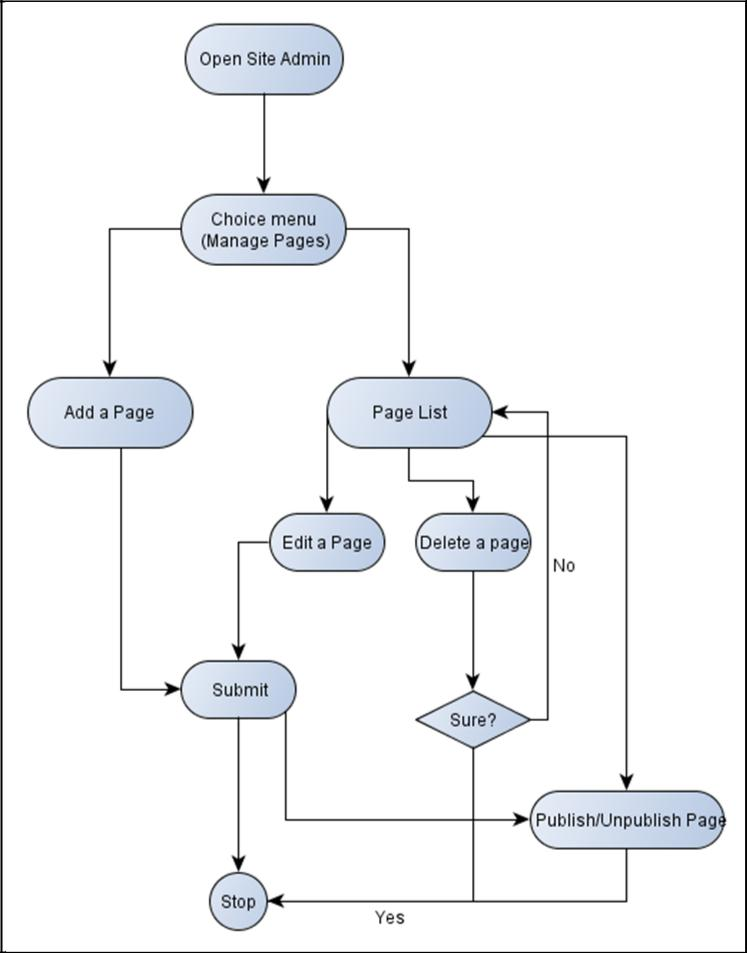 Open Site Admin
Choice menu
(Manage Pages)
Add a Page
Page List
Edit a Page
Delete a page
No
Submit
Sure?
Publish/Unpublish Page
Stop
Yes